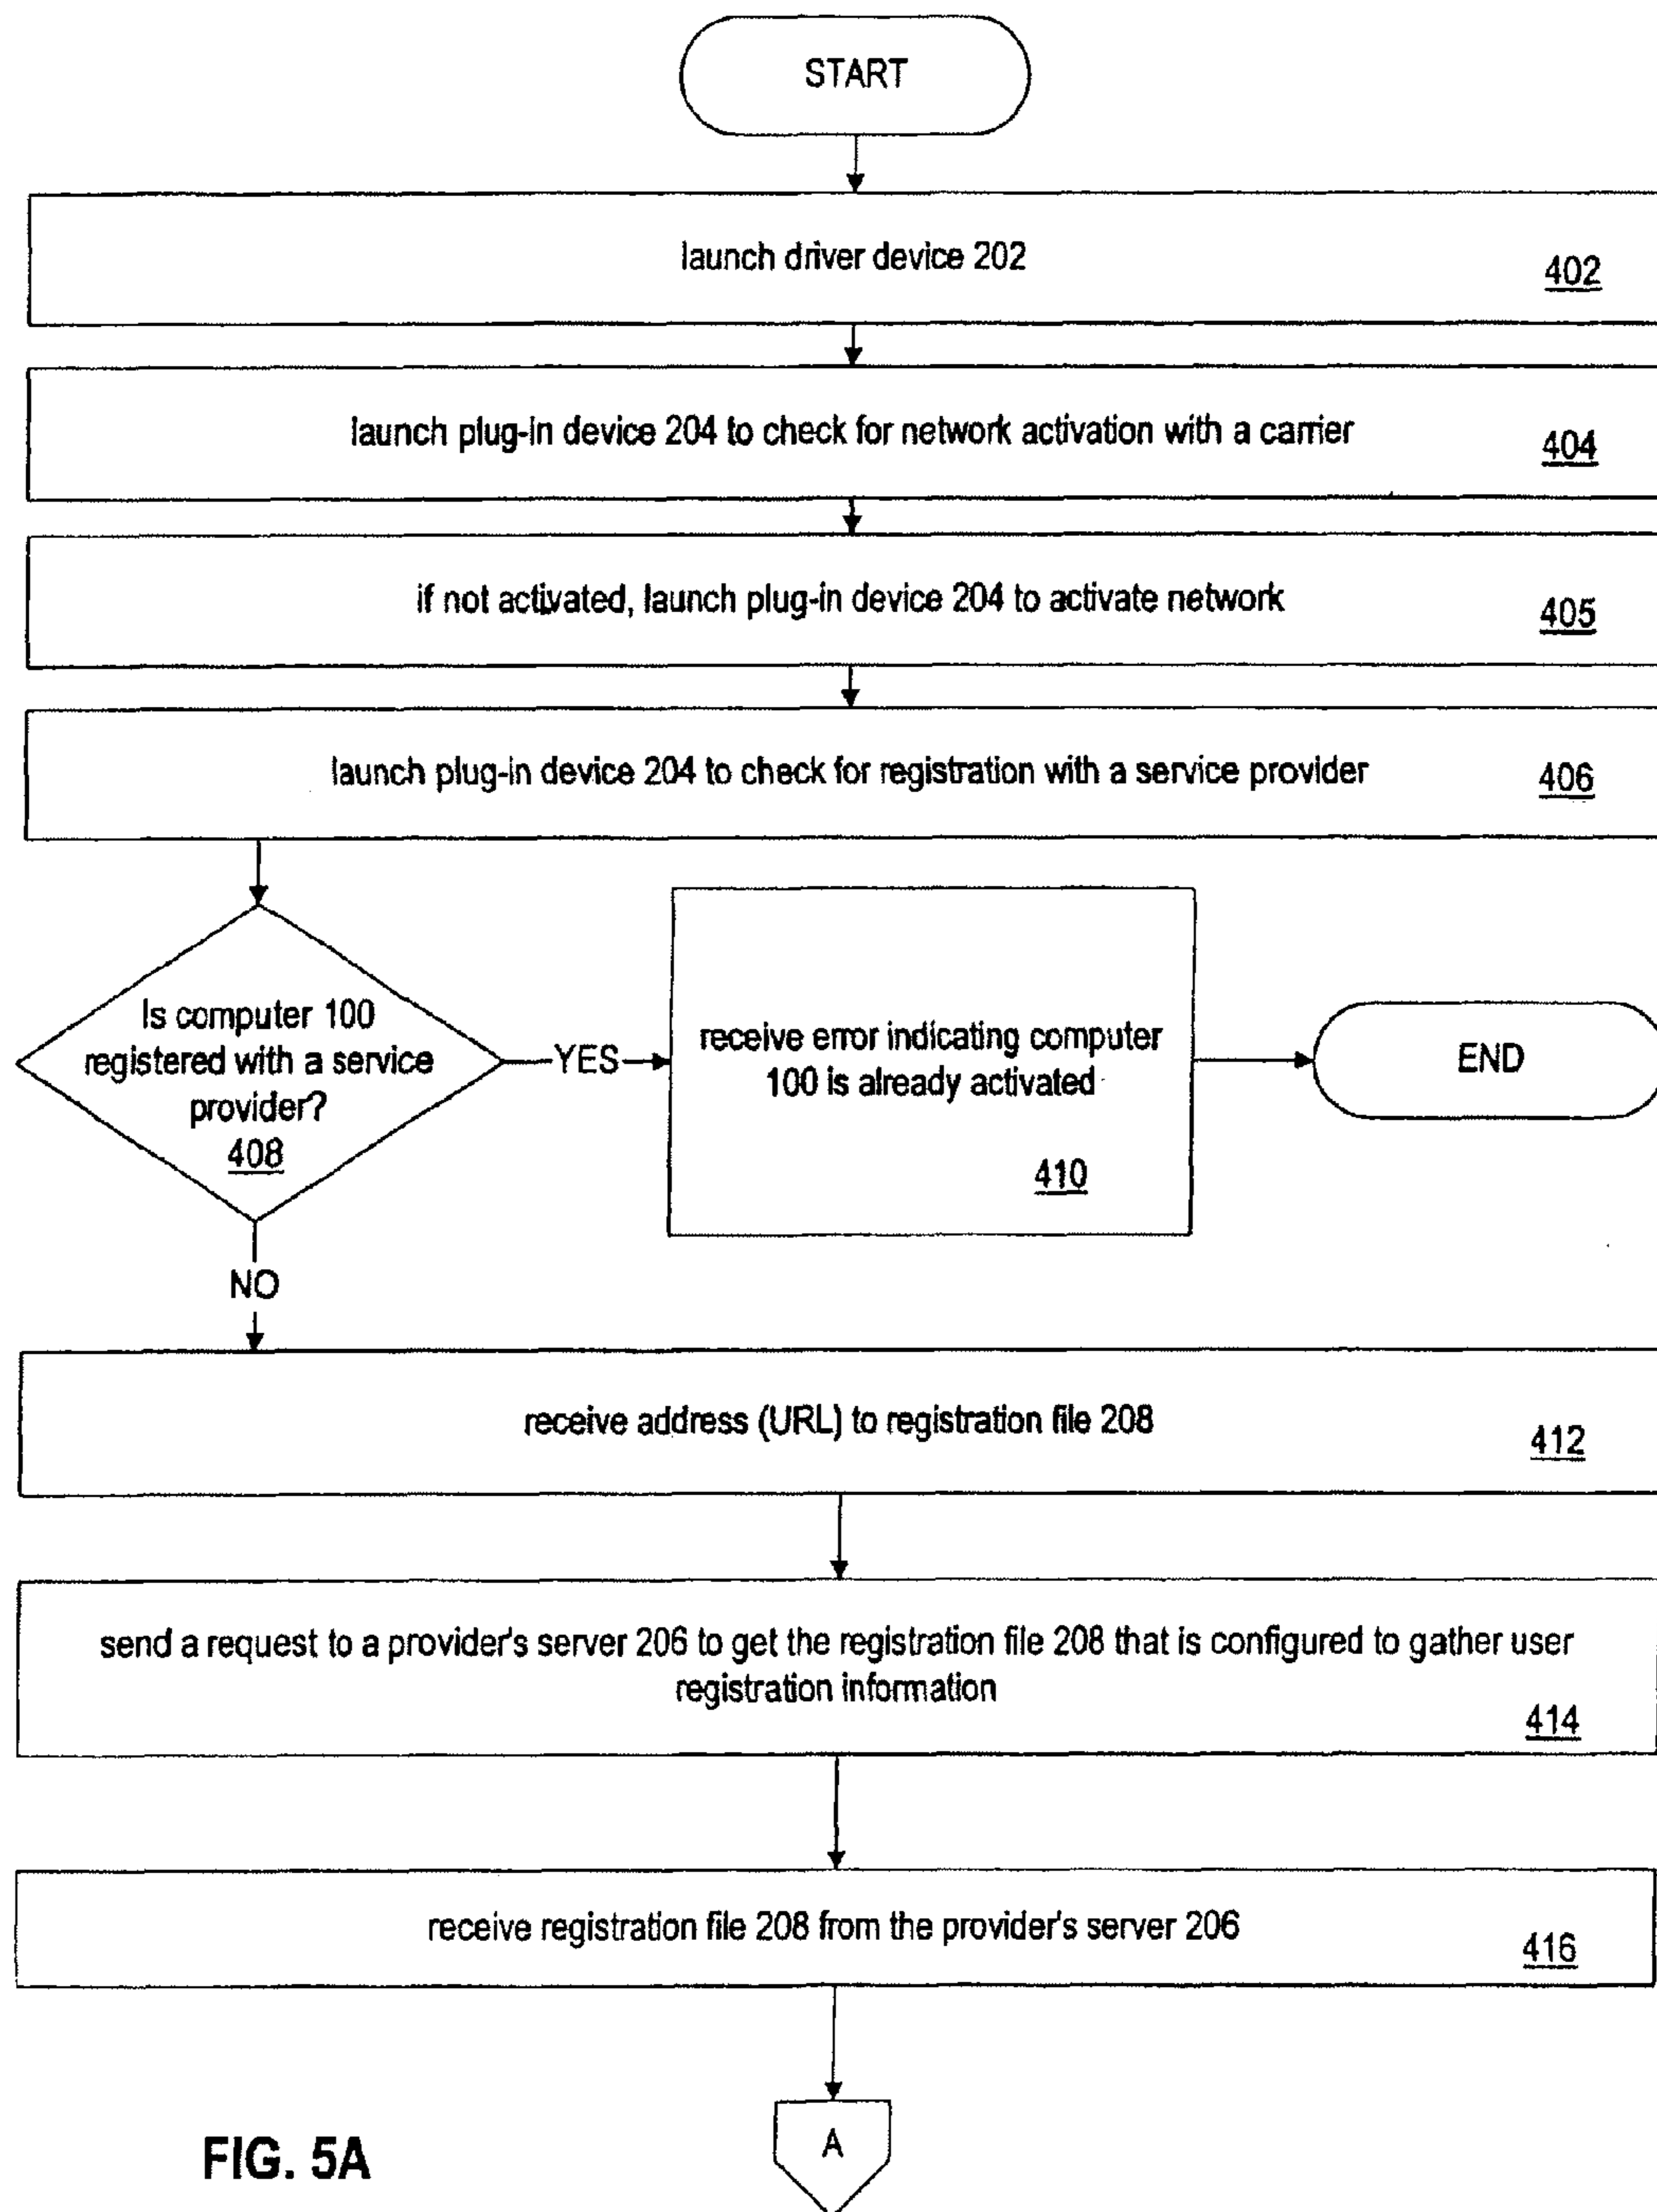 START
launch driver device 202
402
launch plug-in device 204 to check for network activation with a carrier
404
if not activated, launch plug-in device 204 to activate network
405
launch plug-in device 204 to check for registration with a service provider
406
Is computer 100
registered with a service
provider?
408
YES
receive error indicating computer
100 is already activated
410
END
NO
receive address (URL) to registration file 208
412
send a request to a provider's server 206 to get the registration file 208 that is configured to gather user
registration information
414
receive registration file 208 from the provider's server 206
416
A
FIG. 5A